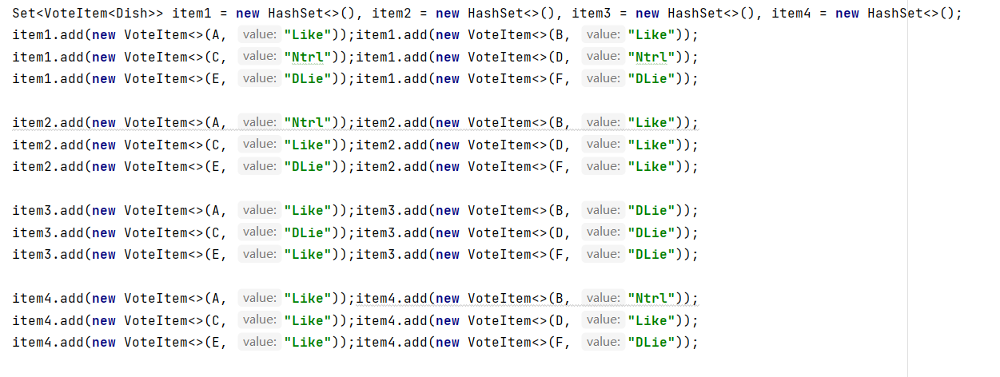 Set<VoteItem<Dish>> item1 = new HashSet<>(), item2 = new HashSet<>(), item3 = new HashSet<>(), item4 = new HashSet<>();
item1.add(new VoteItem<>(A, value: "Like"));item1.add(new VoteItem<>(B, value: "Like"));
item1.add(new VoteItem<>(C, value: "Ntrl"));item1.add(new VoteItem<>(D, value: "Ntrl"));
item1.add(new VoteItem<>(E, value: "DLie"));item1.add(new VoteItem<>(F, value: "DLie"));
item2.add(new VoteItem<>(A, value: "Ntrl"));item2.add(new VoteItem<>(B, value: "Like"));
item2.add(new VoteItem<>(C, value: "Like"));item2.add(new VoteItem<>(D, value: "Like"));
item2.add(new VoteItem<>(E, value: "DLie"));item2.add(new VoteItem<>(F, value: "Like"));
item3.add(new VoteItem<>(A, value: "Like"));item3.add(new VoteItem<>(B, value: "DLie"));
item3.add(new VoteItem<>(C, value: "DLie"));item3.add(new VoteItem<>(D, value: "DLie"));
item3.add(new VoteItem<>(E, value: "Like"));item3.add(new VoteItem<>(F, value: "DLie"));
item4.add(new VoteItem<>(A, value: "Like"));item4.add(new VoteItem<>(B, value: "Ntrl"));
item4.add(new VoteItem<>(C, value: "Like"));item4.add(new VoteItem<>(D, value: "Like"));
item4.add(new VoteItem<>(E, value: "Like"));item4.add(new VoteItem<>(F, value: "DLie"));